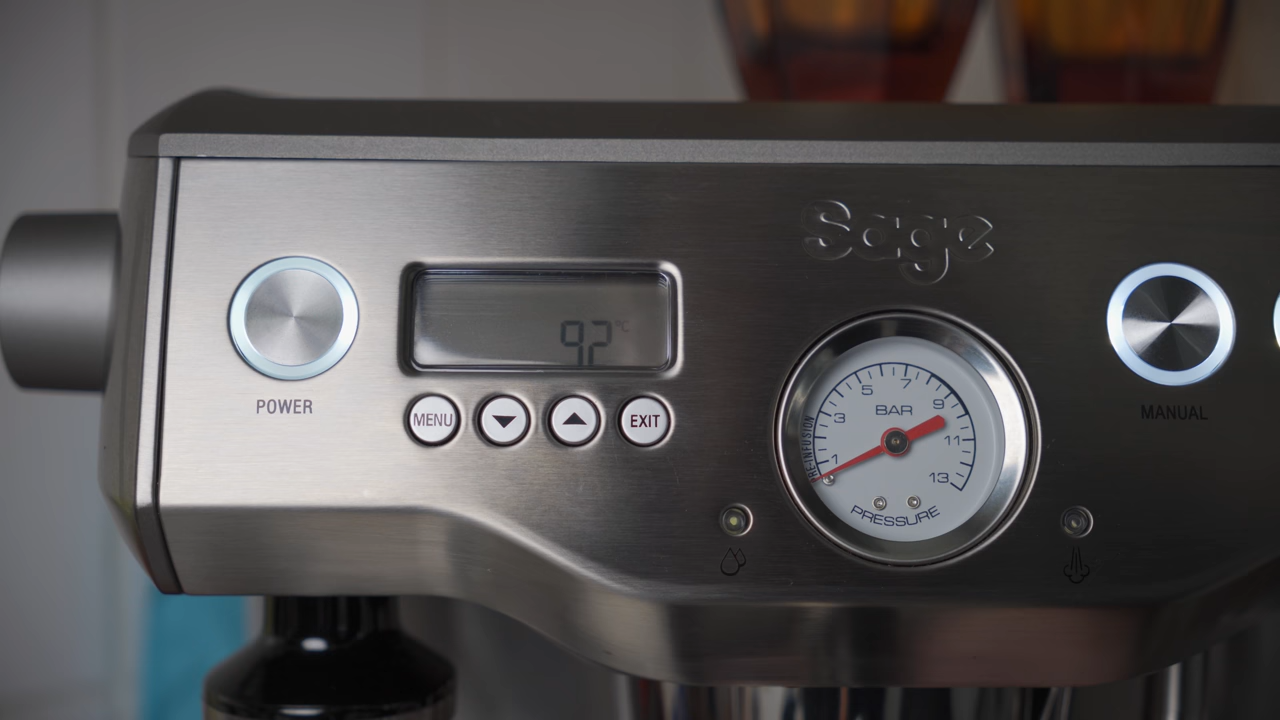 Sage
POWER
92 °C
MENU
EXIT
MANUAL
BAR
1
3
5
7
9
11
13
PRE-INFUSION
PRESSURE